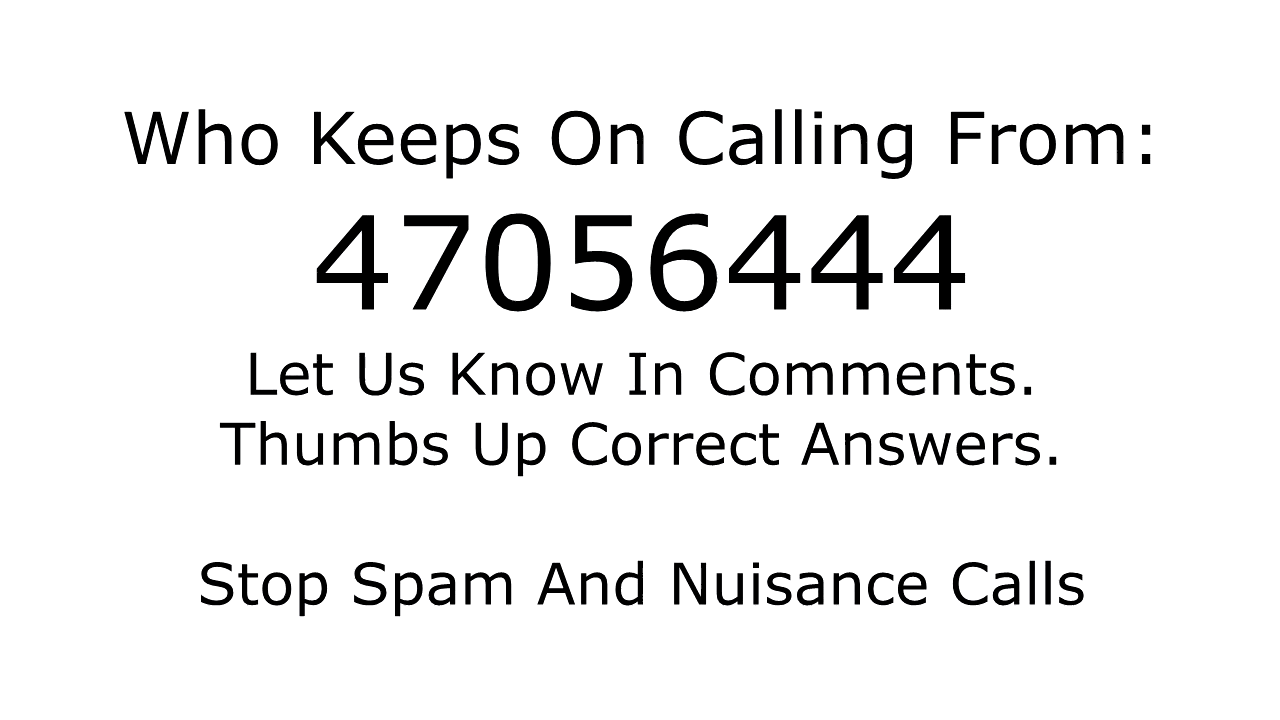 Who Keeps On Calling From:
47056444
Let Us Know In Comments.
Thumbs Up Correct Answers.
Stop Spam And Nuisance Calls